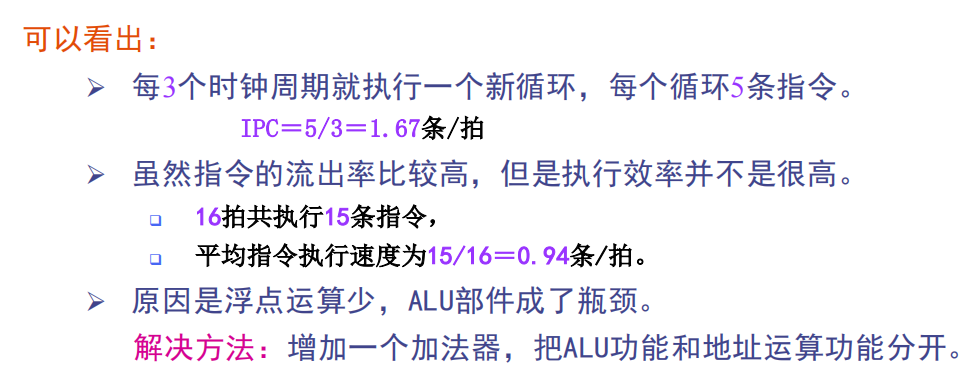 可以看出：
➢ 每3个时钟周期就执行一个新循环，每个循环5条指令。
IPC＝5/3＝1.67条/拍
➢ 虽然指令的流出率比较高，但是执行效率并不是很高。
❑ 16拍共执行15条指令，
❑ 平均指令执行速度为15/16＝0.94条/拍。
➢ 原因是浮点运算少，ALU部件成了瓶颈。
解决方法：增加一个加法器，把ALU功能和地址运算功能分开。